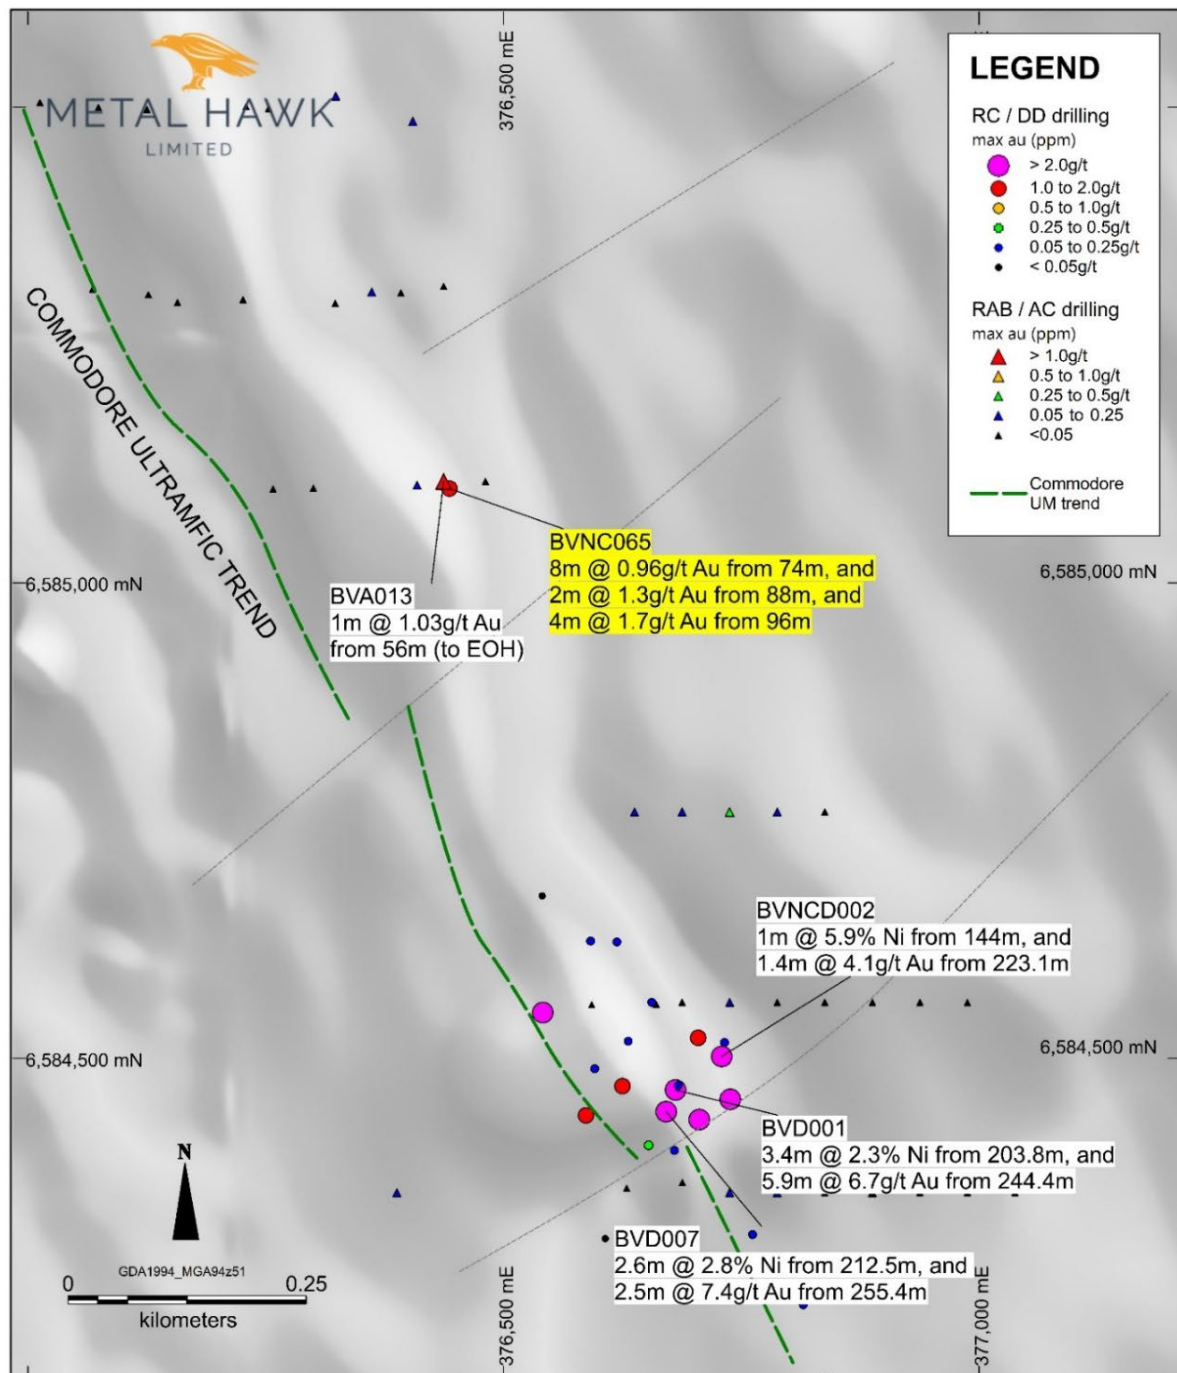 METAL HAWK
LIMITED
376,500 mE
LEGEND
RC / DD drilling
max au (ppm)
> 2.0g/t
1.0 to 2.0g/t
0.5 to 1.0g/t
0.25 to 0.5g/t
0.05 to 0.25g/t
< 0.05g/t
RAB / AC drilling
max au (ppm)
> 1.0g/t
0.5 to 1.0g/t
0.25 to 0.5g/t
0.05 to 0.25
<0.05
Commodore
UM trend
COMMODORE ULTRAMFIC TREND
BVNC065
8m @ 0.96g/t Au from 74m, and
2m @ 1.3g/t Au from 88m, and
4m @ 1.7g/t Au from 96m
6,585,000 mN
6,585,000 mN
BVA013
1m @ 1.03g/t Au
from 56m (to EOH)
BVNCD002
1m @ 5.9% Ni from 144m, and
1.4m @ 4.1g/t Au from 223.1m
6,584,500 mN
6,584,500 mN
BVD001
3.4m @ 2.3% Ni from 203.8m, and
5.9m @ 6.7g/t Au from 244.4m
BVD007
2.6m @ 2.8% Ni from 212.5m, and
2.5m @ 7.4g/t Au from 255.4m
N
GDA1994_MGA94z51
0 0.25
kilometers
376,500 mE
377,000 mE